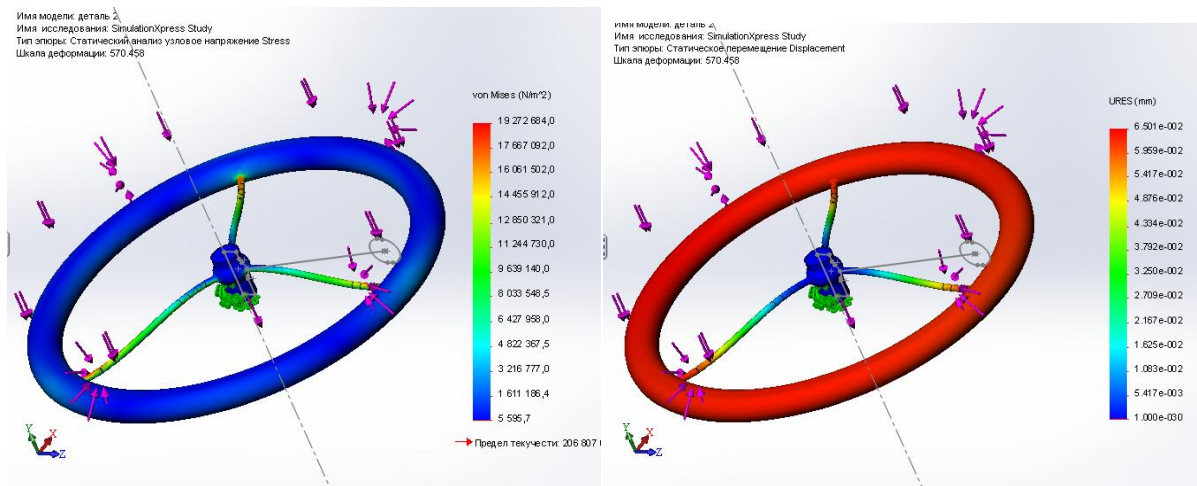 Имя модели: деталь 2
Имя исследования: SimulationXpress Study
Тип эпюры: Статический анализ узловое напряжение Stress
Шкала деформации: 570.458
von Mises (N/m^2)
19 272 684,0
17 667 092,0
16 061 502,0
14 455 912,0
12 850 321,0
11 244 730,0
9 639 140,0
8 033 548,5
6 427 958,0
4 822 367,5
3 216 777,0
1 611 186,4
5 595,7
Предел текучести: 206 807
Y
X
Z
Имя модели: деталь 2
Имя исследования: SimulationXpress Study
Тип эпюры: Статическое перемещение Displacement
Шкала деформации: 570.458
URES (mm)
6.501e-002
5.959e-002
5.417e-002
4.876e-002
4.334e-002
3.792e-002
3.250e-002
2.709e-002
2.167e-002
1.625e-002
1.083e-002
5.417e-003
1.000e-030
Y
X
Z